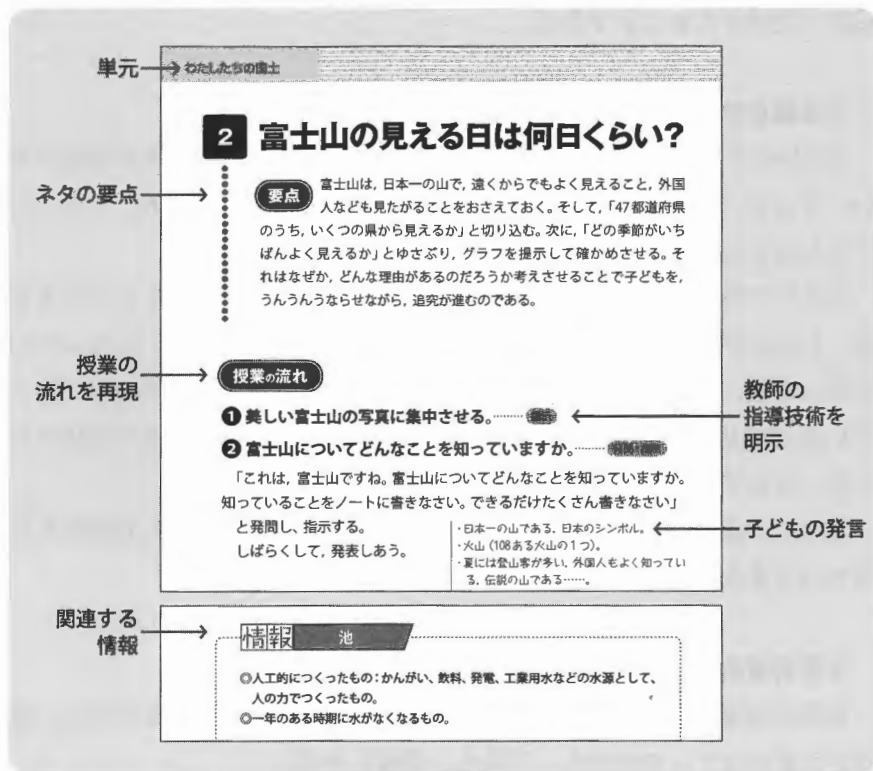 単元
わたしたちの国土
2 富士山の見える日は何日くらい?
ネタの要点
要点
富士山は,日本一の山で,遠くからでもよく見えること,外国
人なども見たがることをおさえておく。そして,「47都道府県
のうち,いくつの県から見えるか」と切り込む。次に,「どの季節がいち
ばんよく見えるか」とゆさぶり,グラフを提示して確かめさせる。そ
れはなぜか,どんな理由があるのだろうか考えさせることで子どもを,
うんうんうならせながら,追究が進むのである。
授業の
流れを再現
授業の流れ
❶美しい富士山の写真に集中させる。……
教師の
指導技術を
明示
❷富士山についてどんなことを知っていますか。……
「これは,富士山ですね。富士山についてどんなことを知っていますか。
知っていることをノートに書きなさい。できるだけたくさん書きなさい」
と発問し、指示する。
しばらくして,発表しあう。
・日本一の山である,日本のシンボル。
・火山(108ある火山の1つ)。
・夏には登山客が多い,外国人もよく知ってい
る,伝説の山である……。
子どもの発言
関連する
情報
情報 池
◎人工的につくったもの:かんがい、飲料、発電、工業用水などの水源として、
人の力でつくったもの。
◎一年のある時期に水がなくなるもの。